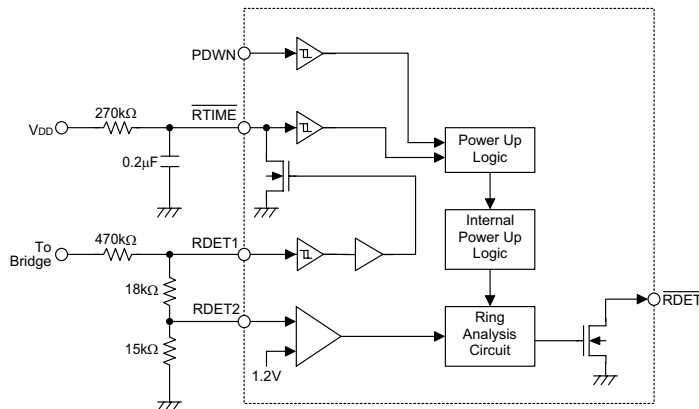 PDWN
270kΩ
RTIME
VDD
0.2μF
Power Up
Logic
To
Bridge
470kΩ
RDET1
Internal
Power Up
Logic
18kΩ
RDET2
15kΩ
1.2V
Ring
Analysis
Circuit
RDET